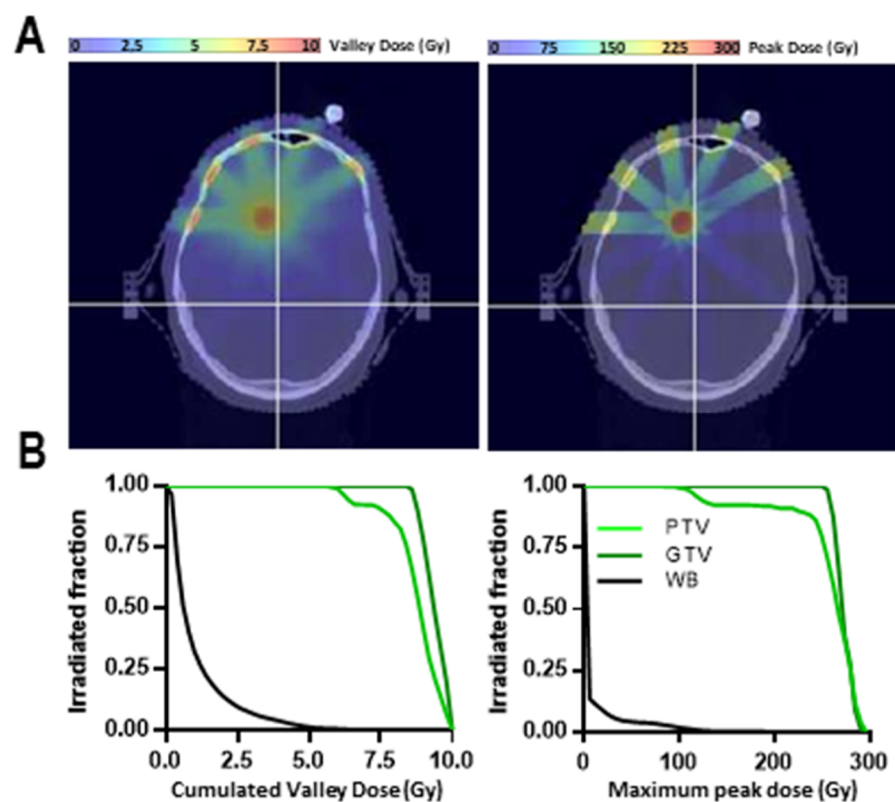 A
0 2.5 5 7.5 10 Valley Dose (Gy)
0 75 150 225 300 Peak Dose (Gy)
B
1.00
0.75
0.50
0.25
0.00
Irradiated fraction
0.0 2.5 5.0 7.5 10.0
Cumulated Valley Dose (Gy)
1.00
0.75
0.50
0.25
0.00
Irradiated fraction
PTV
GTV
WB
0 100 200 300
Maximum peak dose (Gy)